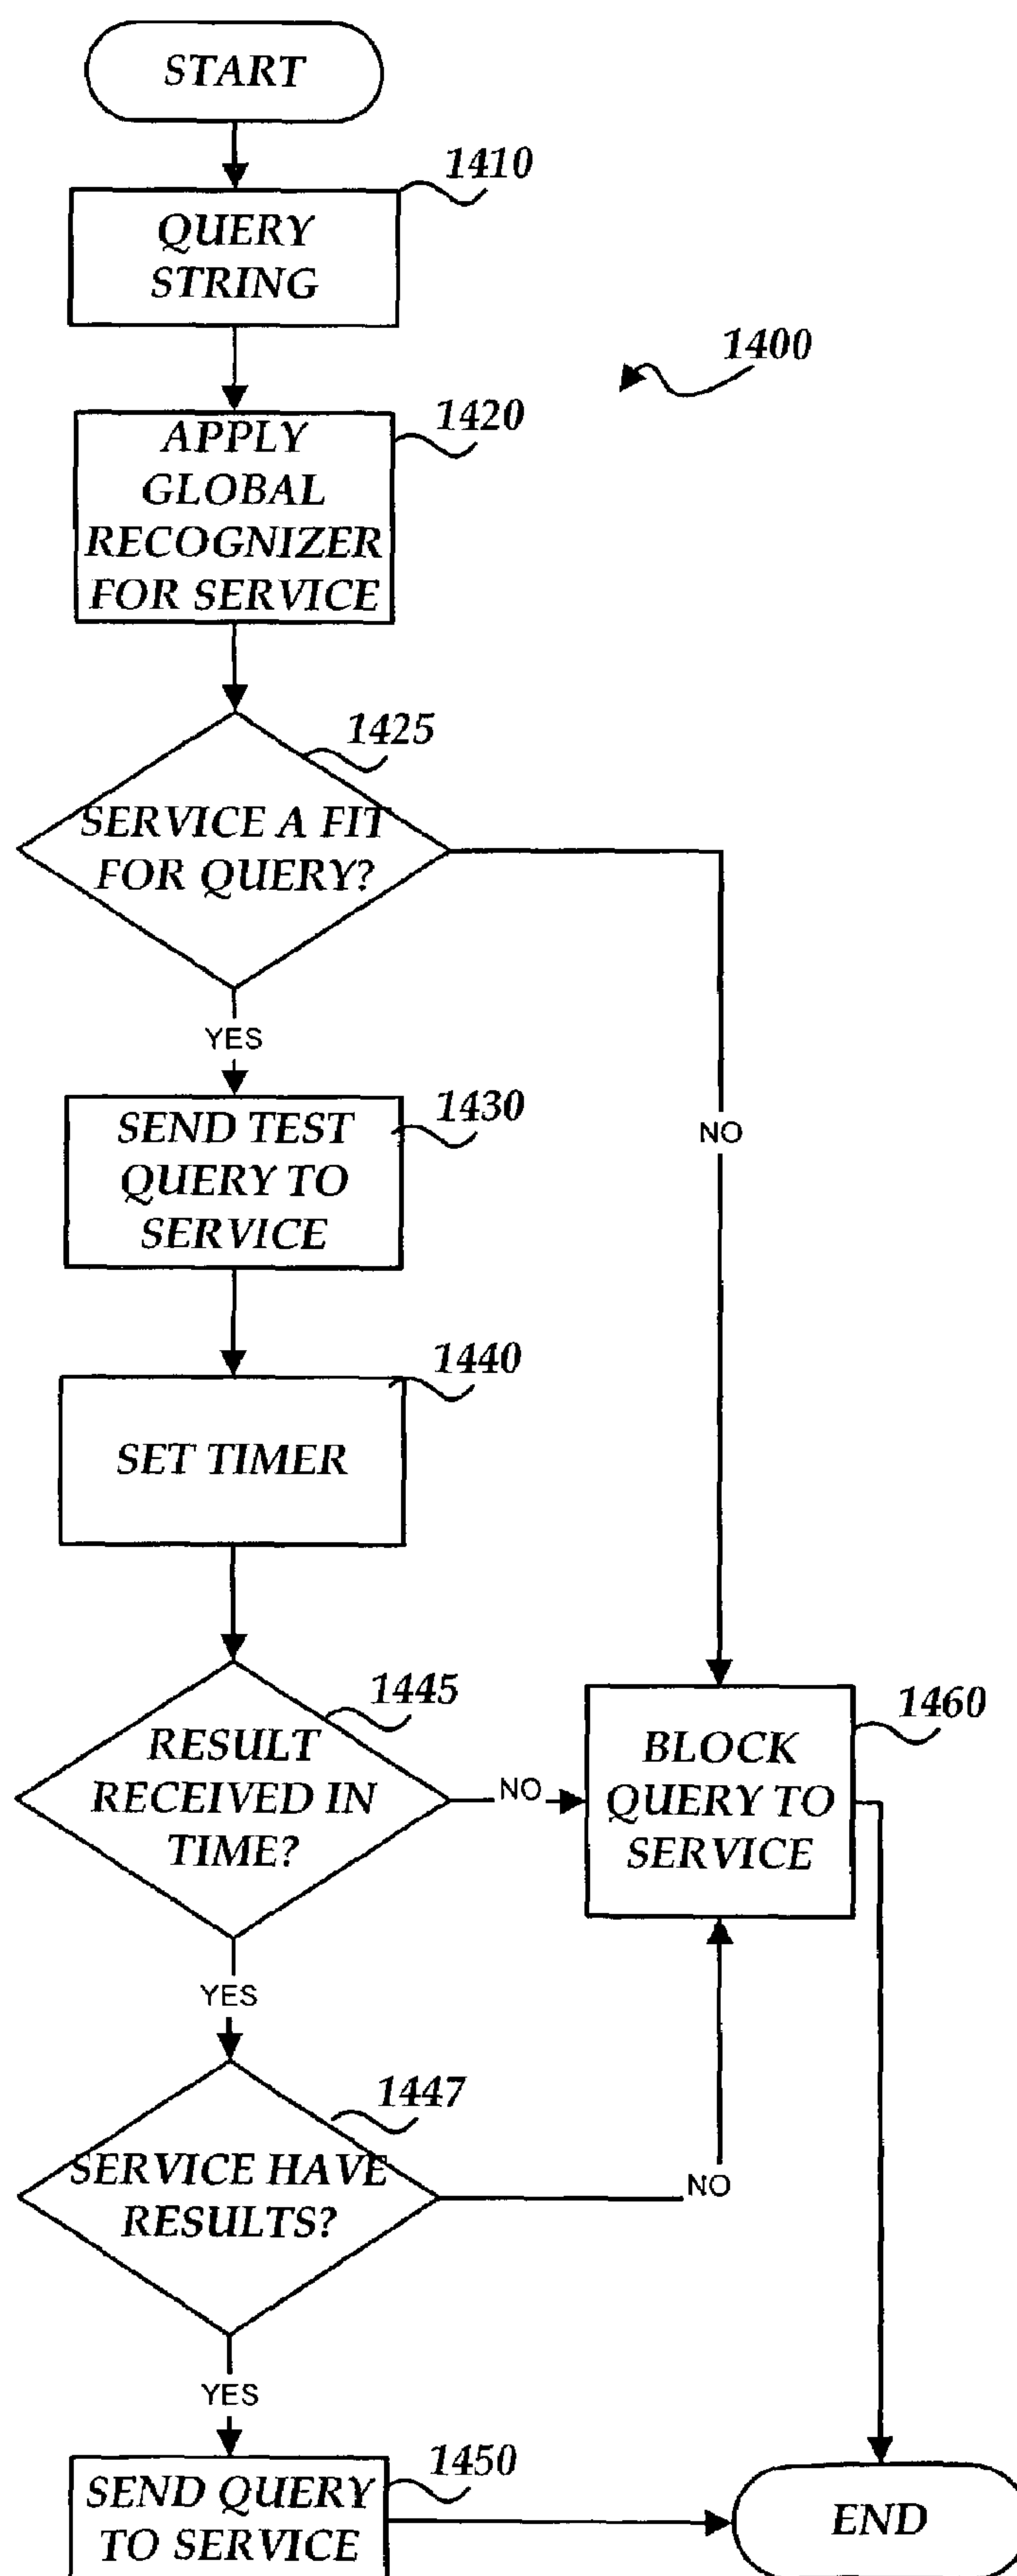 START
1410
QUERY
STRING
1400
1420
APPLY
GLOBAL
RECOGNIZER
FOR SERVICE
1425
SERVICE A FIT
FOR QUERY?
YES
NO
1430
SEND TEST
QUERY TO
SERVICE
1440
SET TIMER
1445
RESULT
RECEIVED IN
TIME?
NO
1460
BLOCK
QUERY TO
SERVICE
YES
1447
SERVICE HAVE
RESULTS?
NO
YES
1450
SEND QUERY
TO SERVICE
END